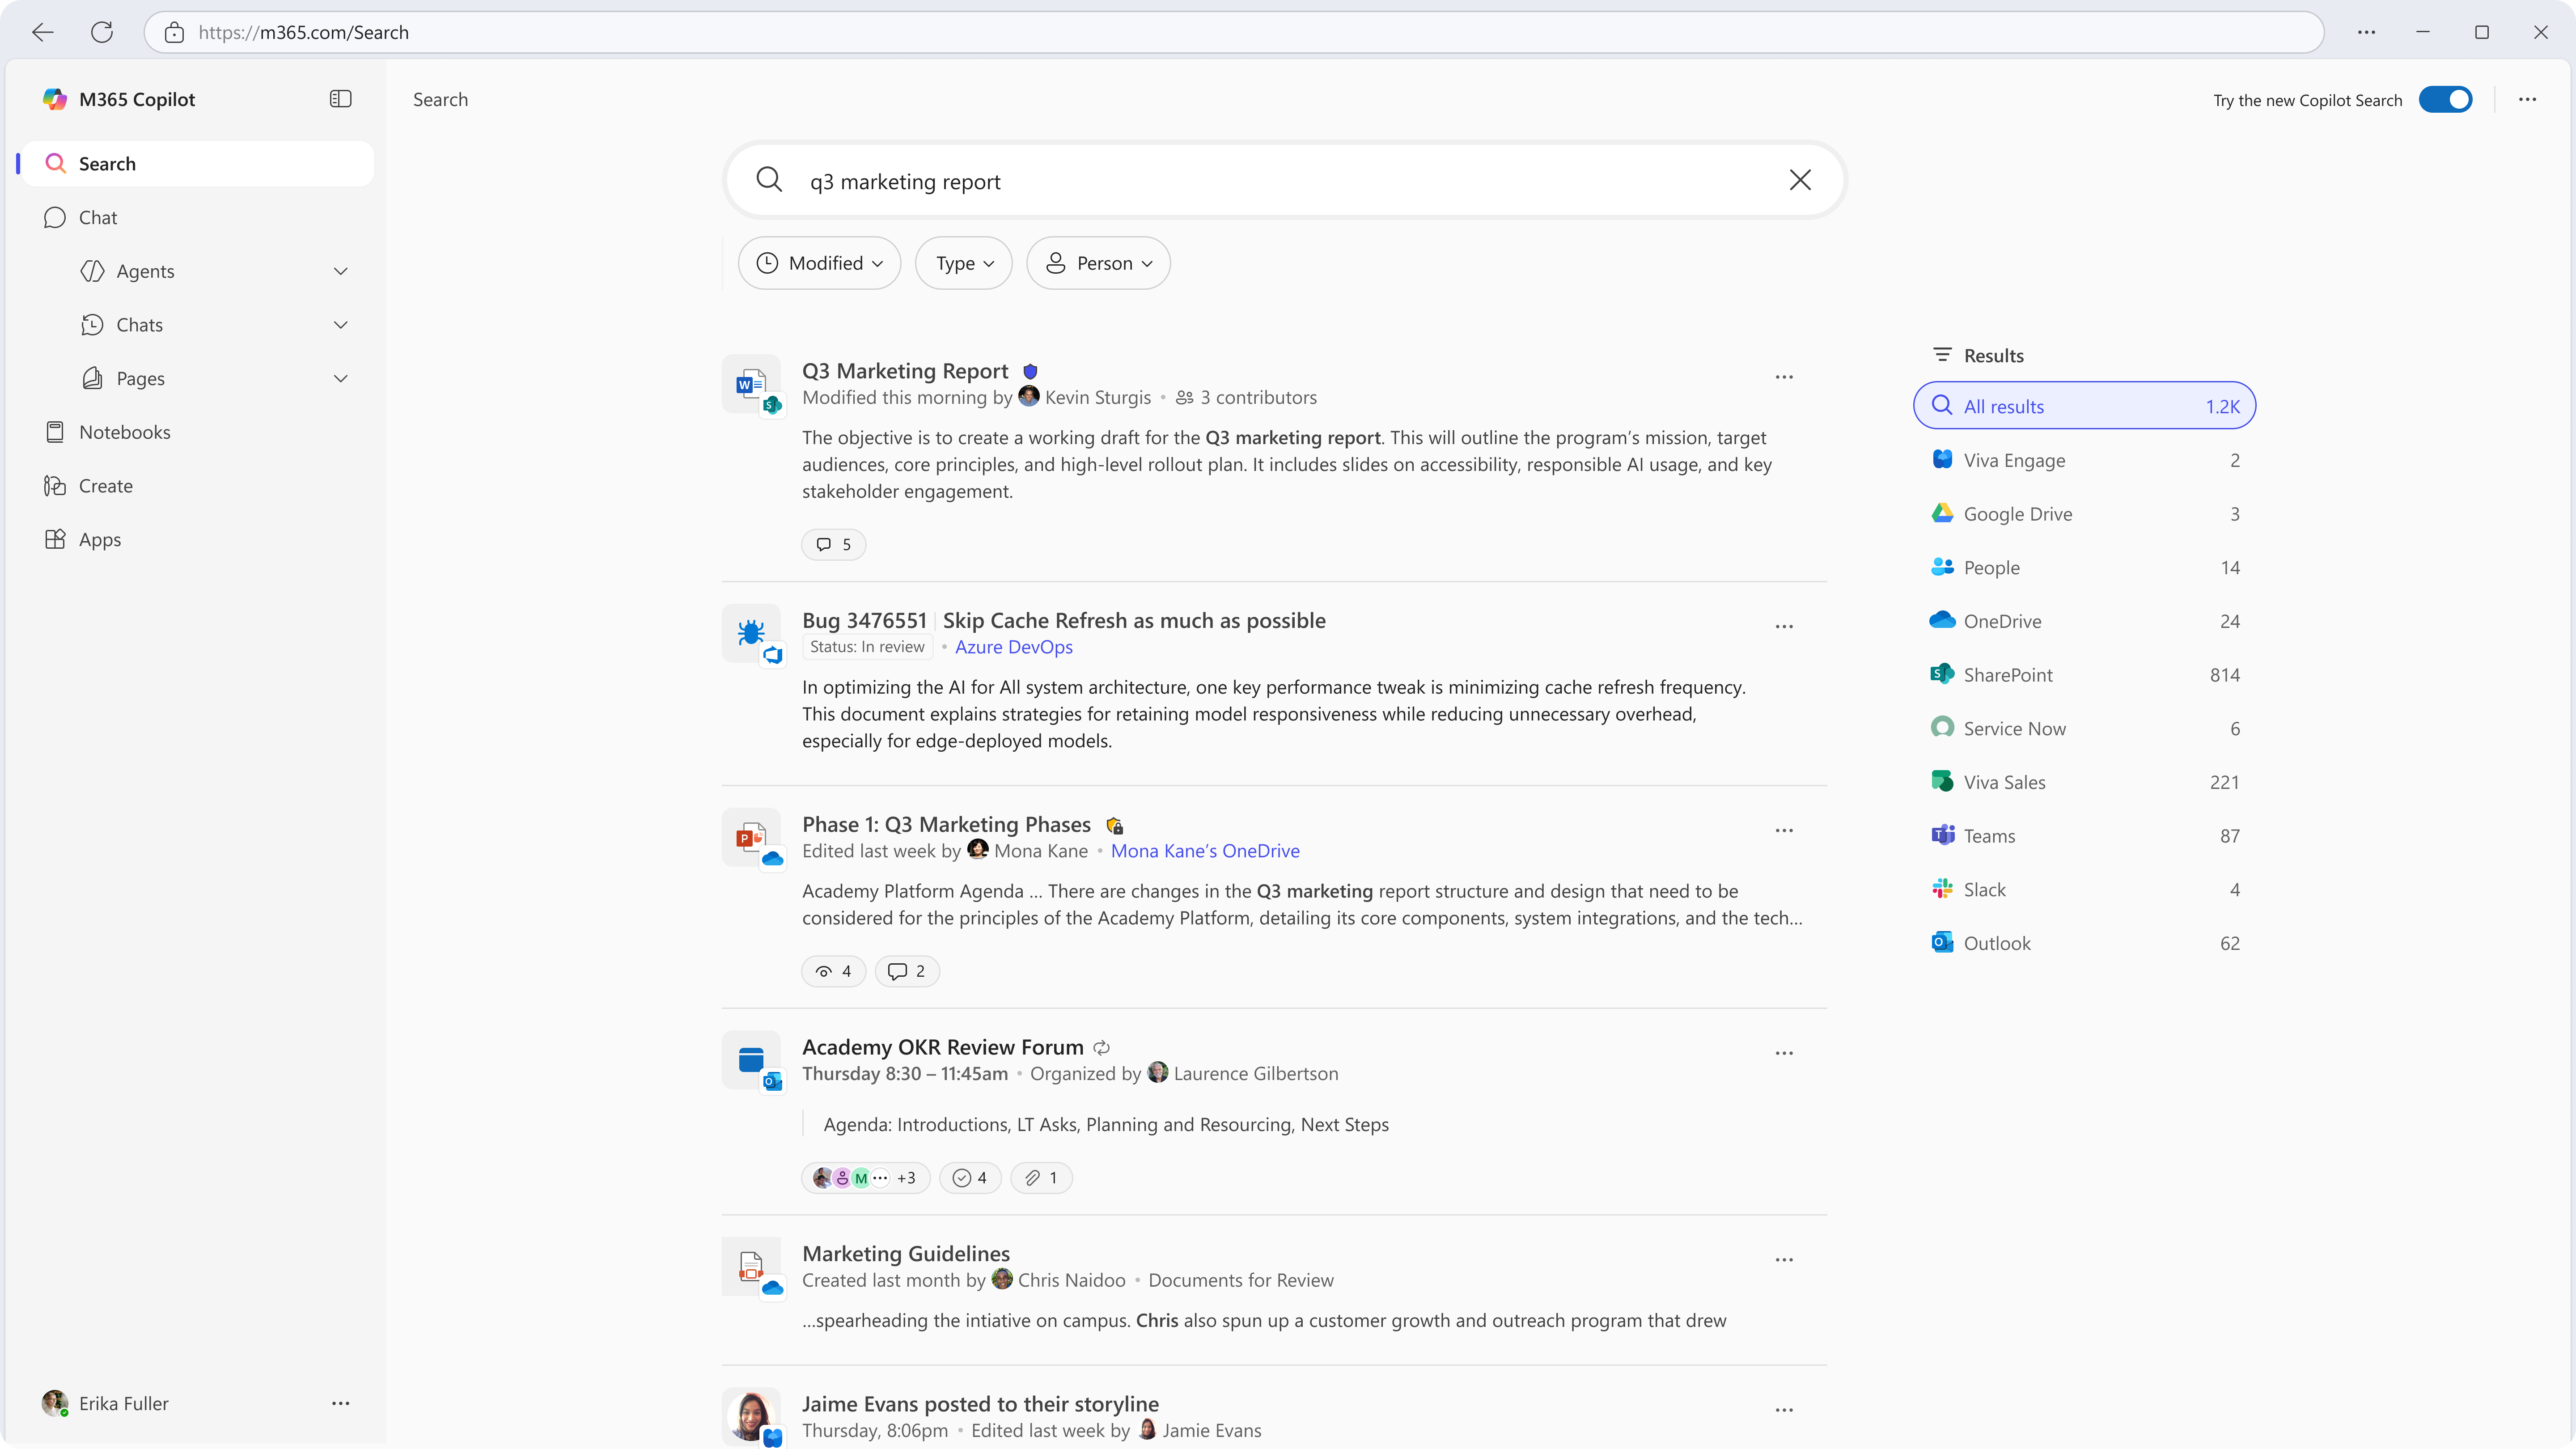 https://m365.com/Search
M365 Copilot
Search
Chat
Agents
Chats
Pages
Notebooks
Create
Apps
Erika Fuller
Search
Try the new Copilot Search
q3 marketing report
Modified
Type
Person
Q3 Marketing Report
Modified this morning by Kevin Sturgis • 3 contributors
The objective is to create a working draft for the Q3 marketing report. This will outline the program’s mission, target
audiences, core principles, and high-level rollout plan. It includes slides on accessibility, responsible AI usage, and key
stakeholder engagement.
5
Bug 3476551 | Skip Cache Refresh as much as possible
Status: In review • Azure DevOps
In optimizing the AI for All system architecture, one key performance tweak is minimizing cache refresh frequency.
This document explains strategies for retaining model responsiveness while reducing unnecessary overhead,
especially for edge-deployed models.
Phase 1: Q3 Marketing Phases
Edited last week by Mona Kane • Mona Kane’s OneDrive
Academy Platform Agenda ... There are changes in the Q3 marketing report structure and design that need to be
considered for the principles of the Academy Platform, detailing its core components, system integrations, and the tech...
4 2
Academy OKR Review Forum
Thursday 8:30 – 11:45am • Organized by Laurence Gilbertson
Agenda: Introductions, LT Asks, Planning and Resourcing, Next Steps
M +3 4 1
Marketing Guidelines
Created last month by Chris Naidoo • Documents for Review
...spearheading the intiative on campus. Chris also spun up a customer growth and outreach program that drew
Jaime Evans posted to their storyline
Thursday, 8:06pm • Edited last week by Jamie Evans
Results
All results 1.2K
Viva Engage 2
Google Drive 3
People 14
OneDrive 24
SharePoint 814
Service Now 6
Viva Sales 221
Teams 87
Slack 4
Outlook 62